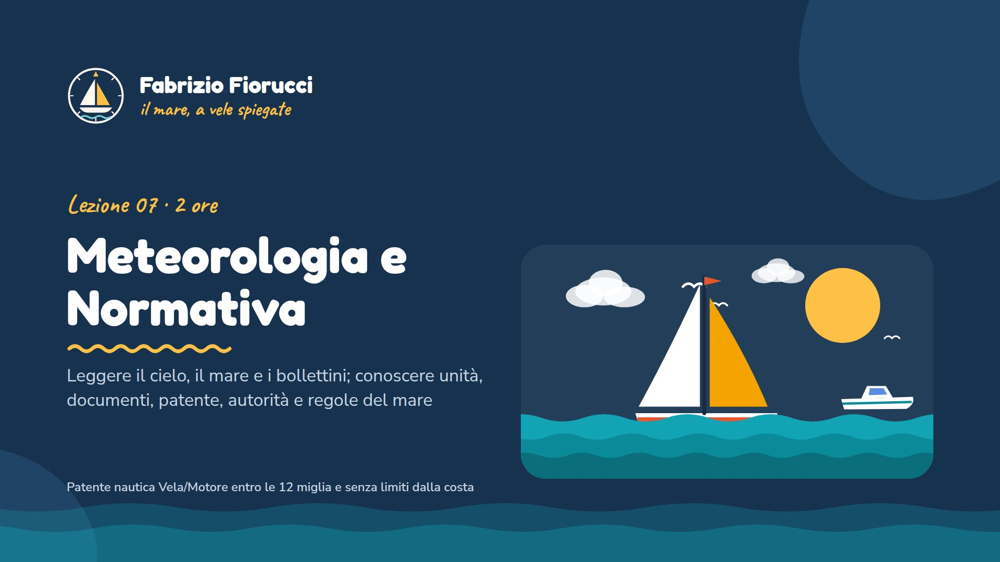 Fabrizio Fiorucci
il mare, a vele spiegate
Lezione 07 · 2 ore
Meteorologia e
Normativa
Leggere il cielo, il mare e i bollettini; conoscere unità,
documenti, patente, autorità e regole del mare
Patente nautica Vela/Motore entro le 12 miglia e senza limiti dalla costa